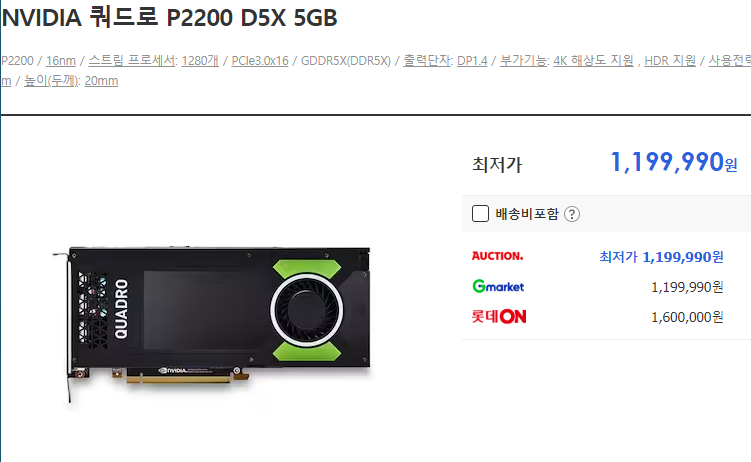 NVIDIA 쿼드로 P2200 D5X 5GB
P2200 / 16nm / 스트림 프로세서: 1280개 / PCIe3.0x16 / GDDR5X(DDR5X) / 출력단자: DP1.4 / 부가기능: 4K 해상도 지원 , HDR 지원 / 사용전력
m / 높이(두께): 20mm
최저가 1,199,990원
배송비포함 ?
AUCTION. 최저가 1,199,990원
Gmarket 1,199,990원
롯데ON 1,600,000원
QUADRO
NVIDIA.